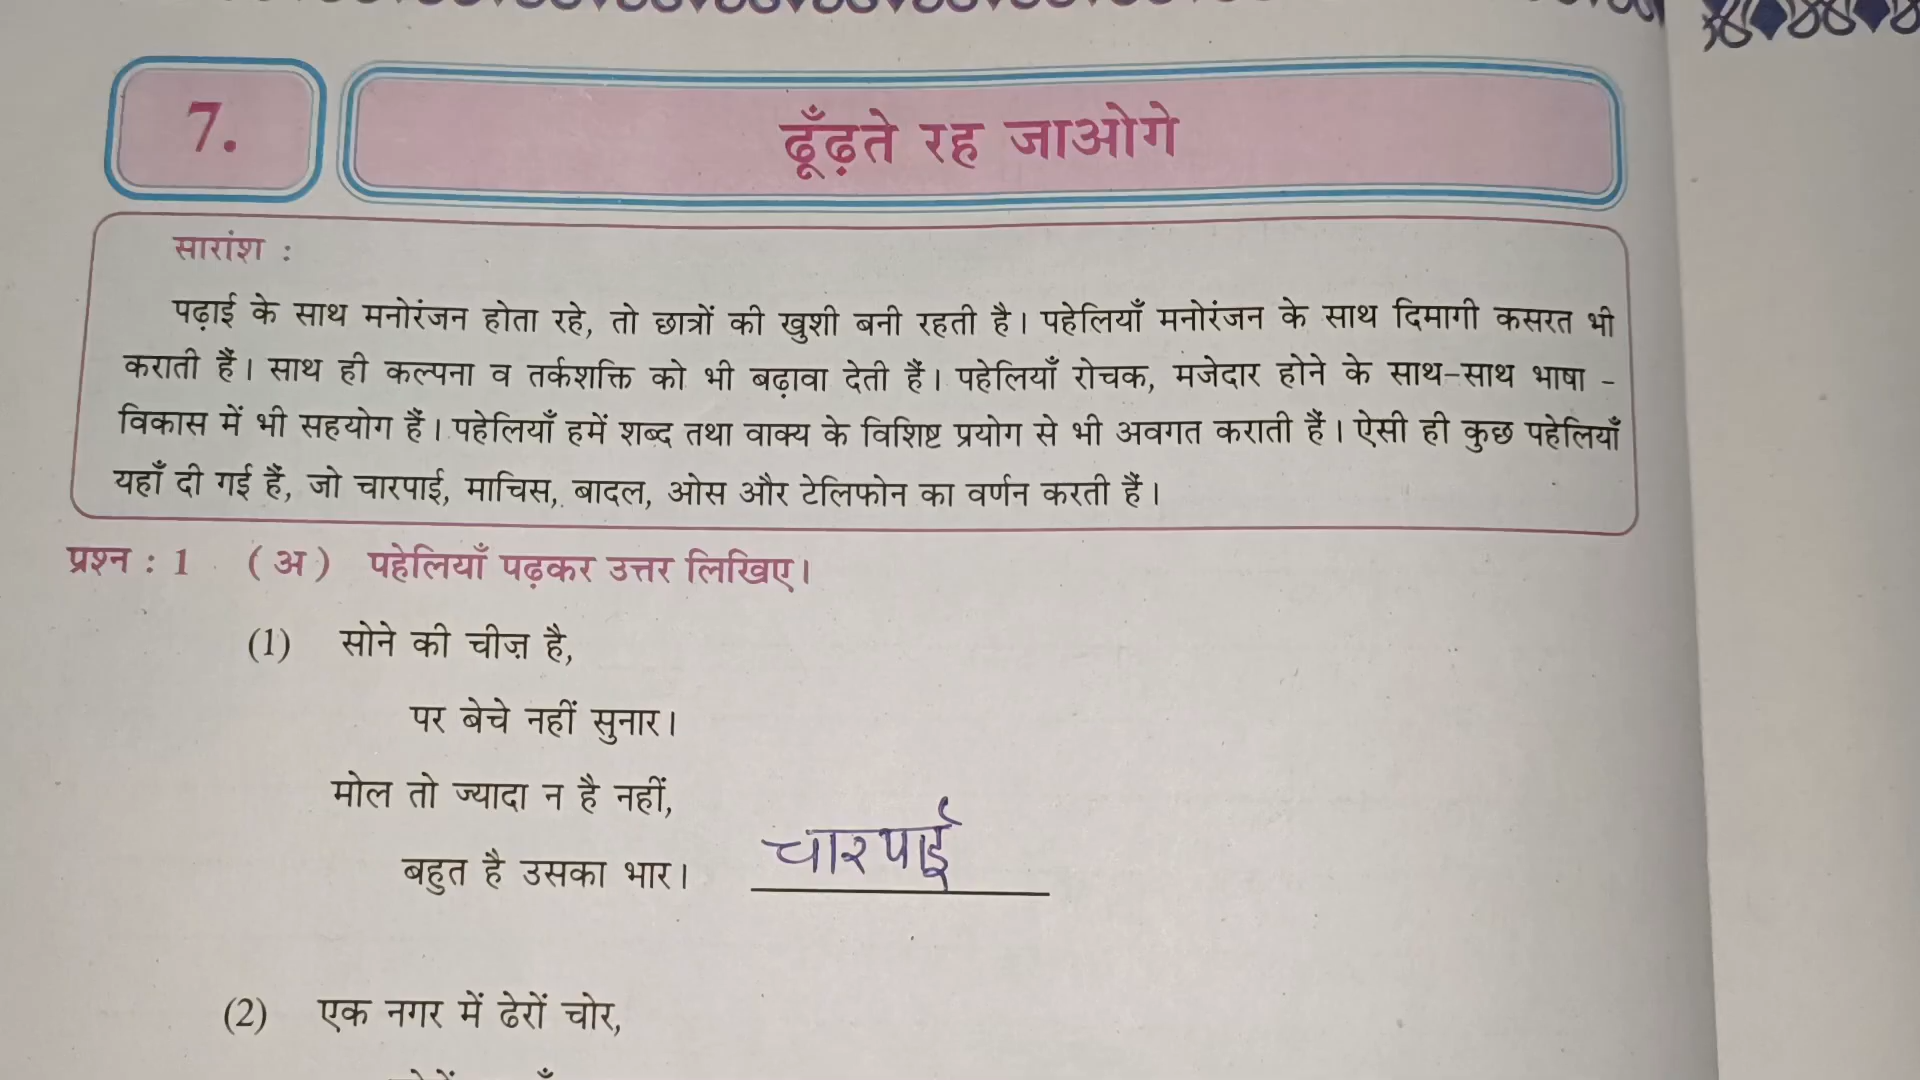 7.
ढूँढ़ते रह जाओगे
सारांश :
पढ़ाई के साथ मनोरंजन होता रहे, तो छात्रों की खुशी बनी रहती है। पहेलियाँ मनोरंजन के साथ दिमागी कसरत भी
कराती हैं। साथ ही कल्पना व तर्कशक्ति को भी बढ़ावा देती हैं। पहेलियाँ रोचक, मजेदार होने के साथ-साथ भाषा -
विकास में भी सहयोग हैं। पहेलियाँ हमें शब्द तथा वाक्य के विशिष्ट प्रयोग से भी अवगत कराती हैं। ऐसी ही कुछ पहेलियाँ
यहाँ दी गई हैं, जो चारपाई, माचिस, बादल, ओस और टेलिफोन का वर्णन करती हैं।
प्रश्न : 1 (अ) पहेलियाँ पढ़कर उत्तर लिखिए।
(1) सोने की चीज़ है,
पर बेचे नहीं सुनार।
मोल तो ज्यादा न है नहीं,
बहुत है उसका भार। चारपाई
(2) एक नगर में ढेरों चोर,